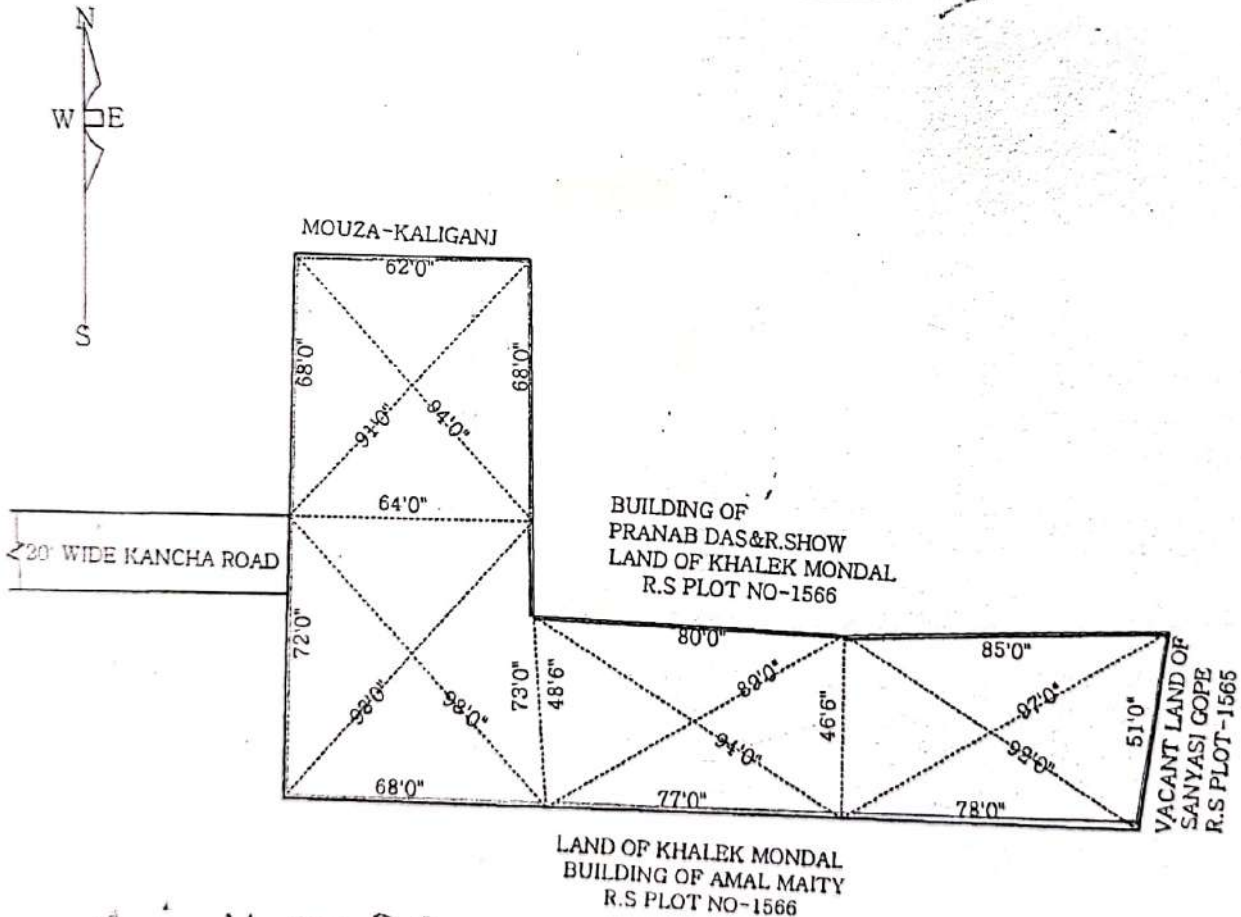 N
W E
S
MOUZA-KALIGANJ
62'0"
68'0"
68'0"
91'0"
94'0"
64'0"
20' WIDE KANCHA ROAD
BUILDING OF
PRANAB DAS&R.SHOW
LAND OF KHALEK MONDAL
R.S PLOT NO-1566
72'0"
98'0"
98'0"
73'0"
48'6"
80'0"
89'0"
94'0"
46'6"
85'0"
97'0"
92'0"
51'0"
VACANT LAND OF
SANYASI GOPE
R.S PLOT-1565
68'0"
77'0"
78'0"
LAND OF KHALEK MONDAL
BUILDING OF AMAL MAITY
R.S PLOT NO-1566